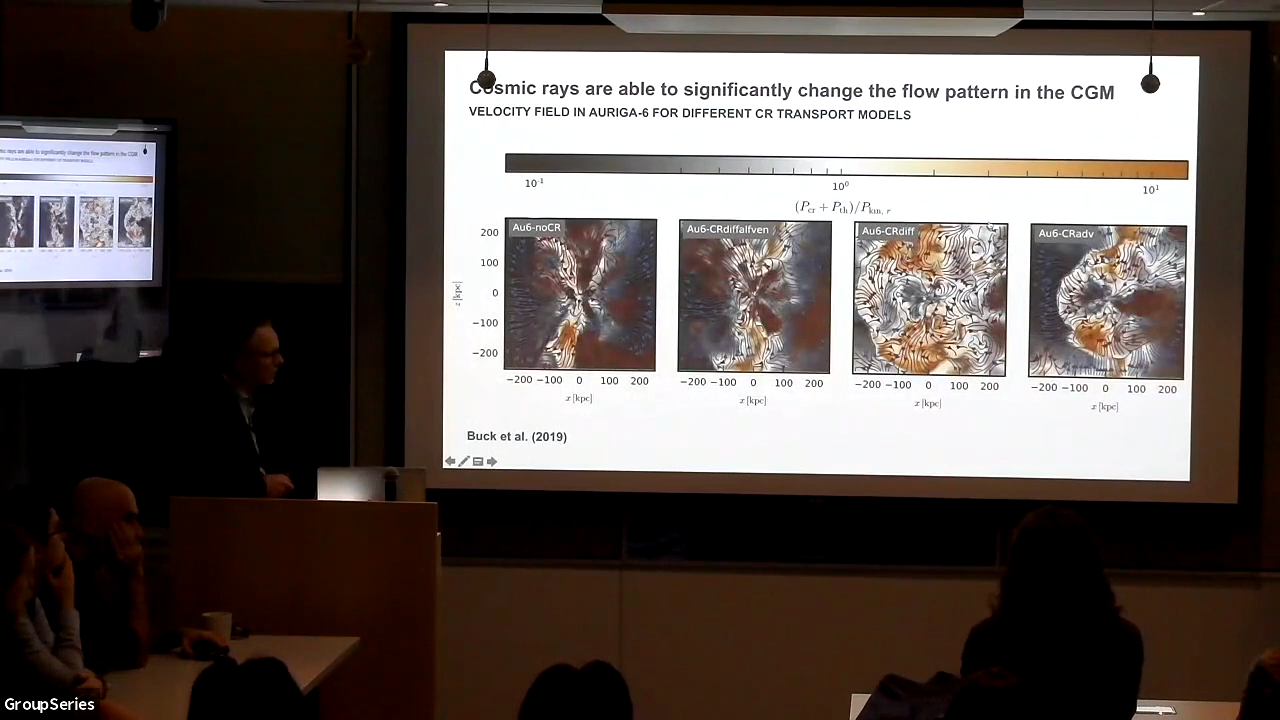 Cosmic rays are able to significantly change the flow pattern in the CGM
VELOCITY FIELD IN AURIGA-6 FOR DIFFERENT CR TRANSPORT MODELS
10⁻¹ 10⁰ 10¹
(P_cr + P_th)/P_kin, r
Au6-noCR Au6-CRdiffalfven Au6-CRdiff Au6-CRadv
200
100
0
−100
−200
z [kpc]
−200 −100 0 100 200 −200 −100 0 100 200 −200 −100 0 100 200 −200 −100 0 100 200
x [kpc] x [kpc] x [kpc] x [kpc]
Buck et al. (2019)
GroupSeries